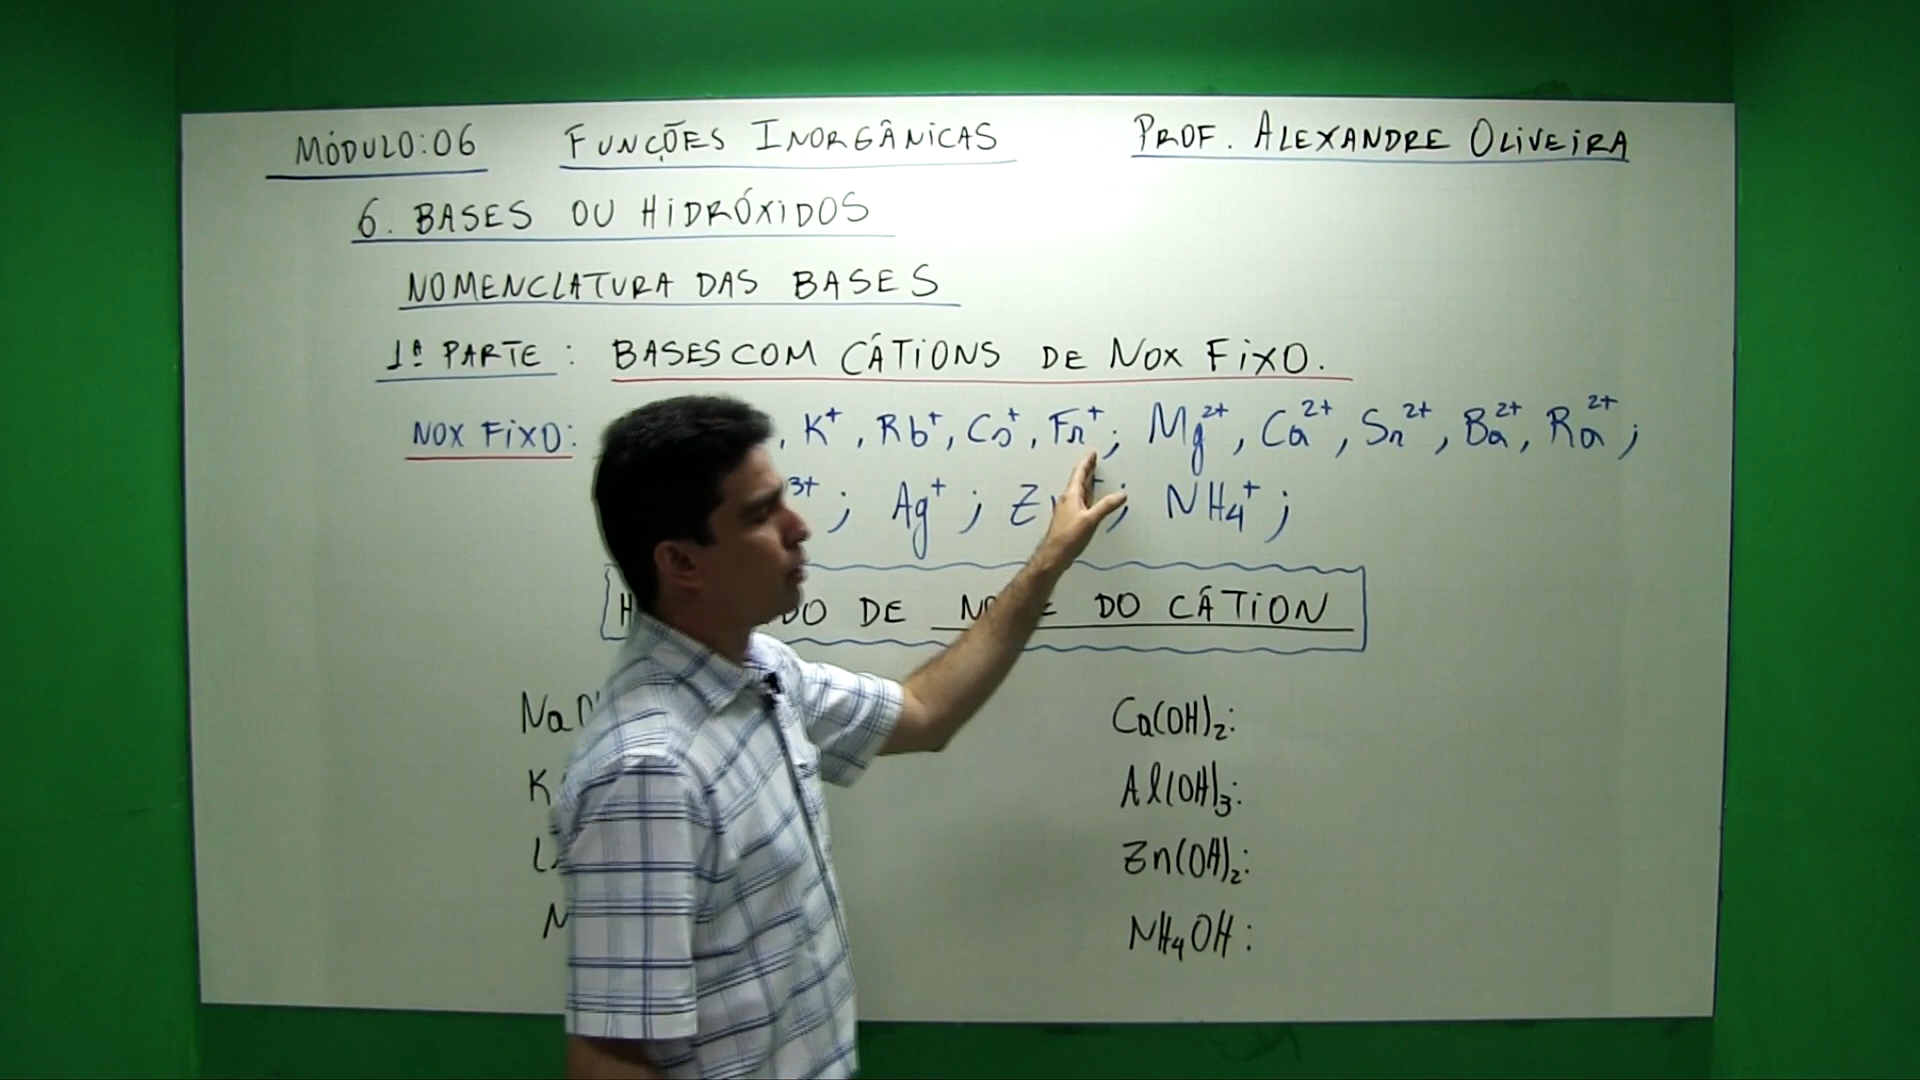 MÓDULO:06 FUNÇÕES INORGÂNICAS PROF. ALEXANDRE OLIVEIRA
6. BASES OU HIDRÓXIDOS
NOMENCLATURA DAS BASES
1ª PARTE: BASES COM CÁTIONS DE NOX FIXO.
NOX FIXO: , K⁺, Rb⁺, Cs⁺, Fr⁺; Mg²⁺, Ca²⁺, Sr²⁺, Ba²⁺, Ra²⁺;
³⁺; Ag⁺; Zn ⁺; NH₄⁺;
DO DE DO CÁTION
Ca(OH)₂:
K Al(OH)₃:
Zn(OH)₂:
NH₄OH: